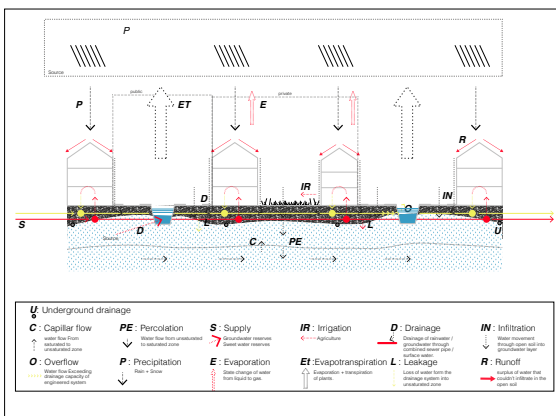 P
Source
public
private
P
ET
E
R
IR
D
IN
O
S
L
L
U
Source
D
C
PE
U: Underground drainage
C : Capillar flow
water flow From
saturated to
unsaturated zone
PE : Percolation
Water flow from unsaturated
to saturated zone
S : Supply
Groundwater reserves
Sweet water reserves
IR : Irrigation
Agriculture
D : Drainage
Drainage of rainwater /
groundwater through
combined sewer pipe /
surface water
IN : Infiltration
Water movement
through open soil into
groundwater layer
O : Overflow
Water flow Exceeding
drainage capacity of
engineered system
P : Precipitation
Rain + Snow
E : Evaporation
State change of water
from liquid to gas.
Et :Evapotranspiration
Evaporation + transpiration
of plants.
L : Leakage
Loss of water form the
drainage system into
unsaturated zone
R : Runoff
surplus of water that
couldn't infiltrates in the
open soil